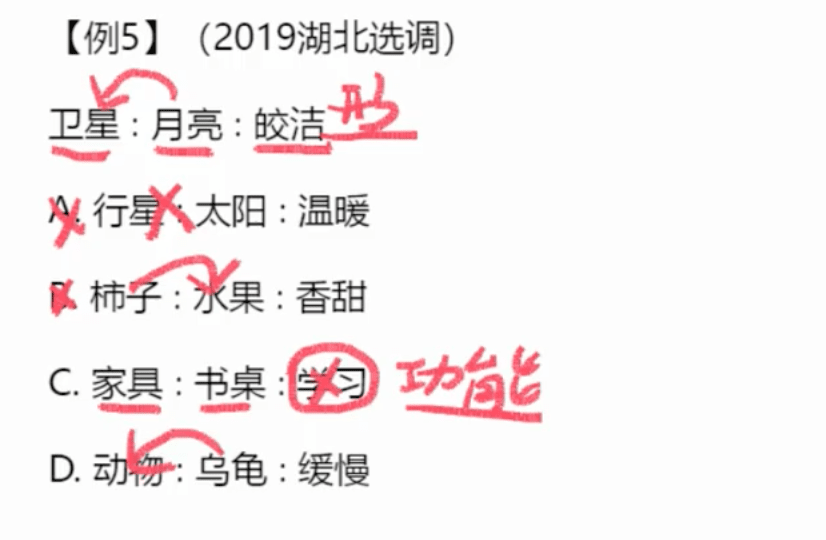 【例5】（2019湖北选调）
卫星：月亮：皎洁 形
A. 行星：太阳：温暖
B. 柿子：水果：香甜
C. 家具：书桌：学习 功能
D. 动物：乌龟：缓慢